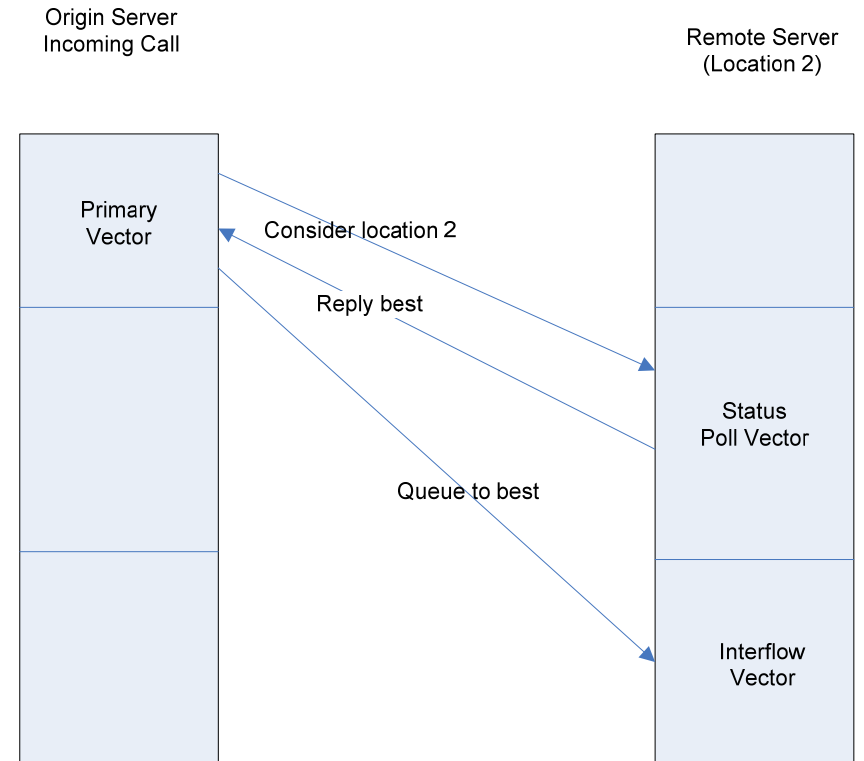 Origin Server
Incoming Call
Remote Server
(Location 2)
Primary
Vector
Consider location 2
Reply best
Status
Poll Vector
Queue to best
Interflow
Vector